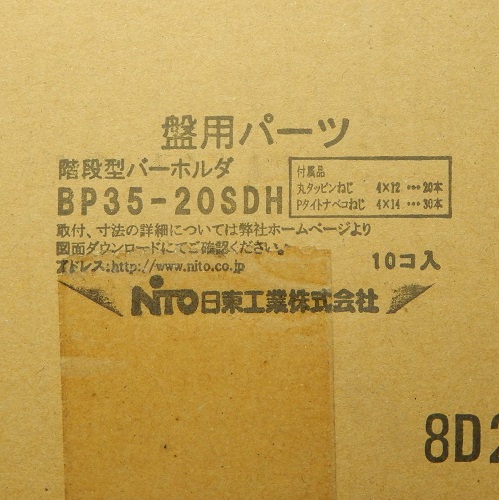 盤用パーツ
階段型バーホルダ
BP35-20SDH
付属品
丸タッピンねじ 4×12 …20本
Pタイトナベコねじ 4×14 …30本
取付、寸法の詳細については弊社ホームページより
図面ダウンロードにてご確認ください。
アドレス:http://www.nito.co.jp
10コ入
NITO 日東工業株式会社
8D2